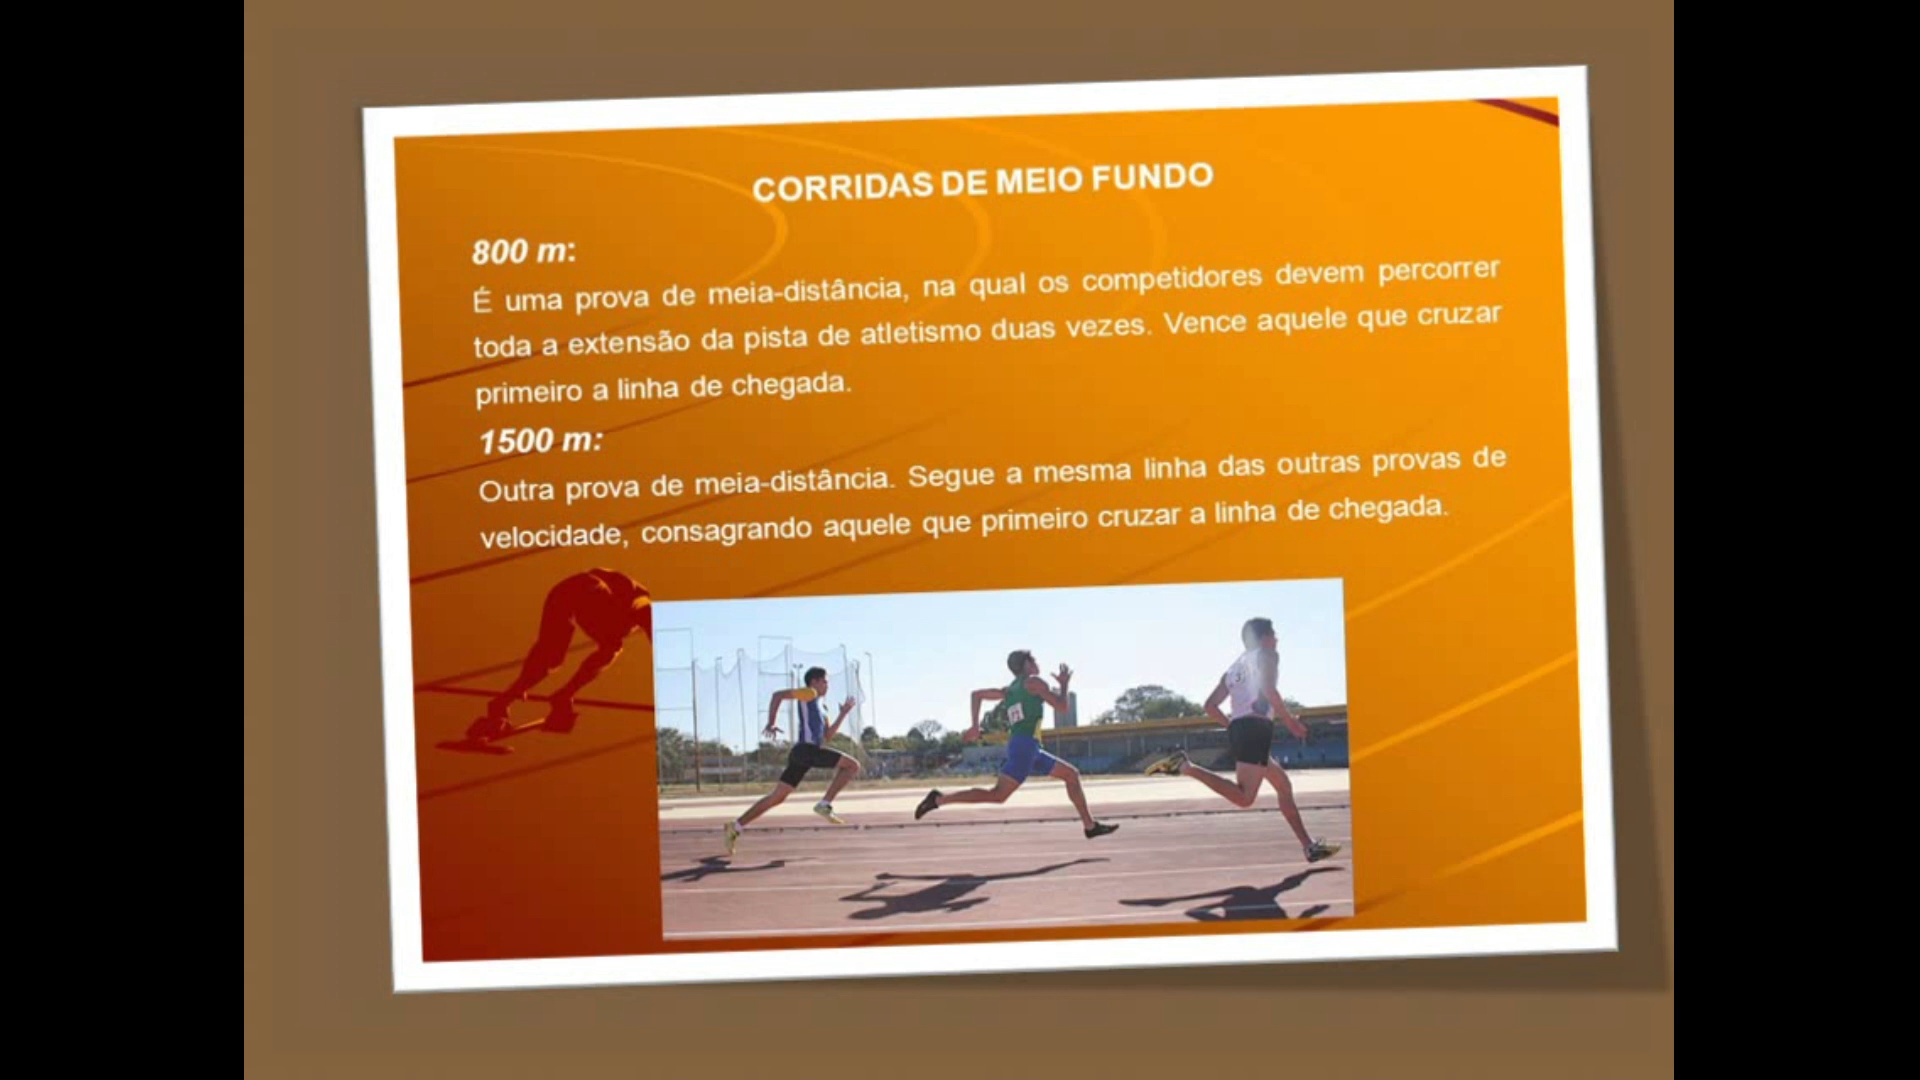 CORRIDAS DE MEIO FUNDO
800 m:
É uma prova de meia-distância, na qual os competidores devem percorrer
toda a extensão da pista de atletismo duas vezes. Vence aquele que cruzar
primeiro a linha de chegada.
1500 m:
Outra prova de meia-distância. Segue a mesma linha das outras provas de
velocidade, consagrando aquele que primeiro cruzar a linha de chegada.